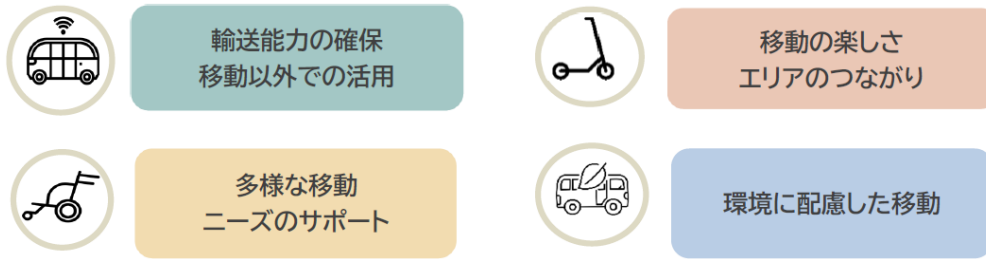 輸送能力の確保
移動以外での活用
移動の楽しさ
エリアのつながり
多様な移動
ニーズのサポート
環境に配慮した移動